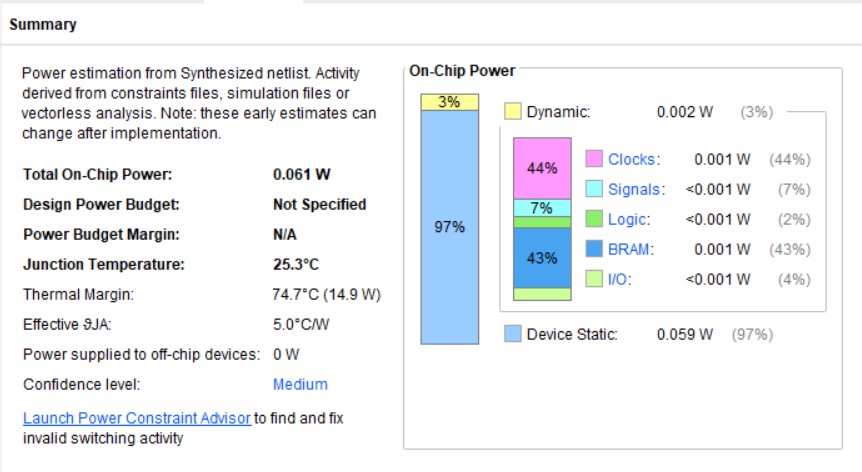 Summary
Power estimation from Synthesized netlist. Activity
derived from constraints files, simulation files or
vectorless analysis. Note: these early estimates can
change after implementation.
Total On-Chip Power: 0.061 W
Design Power Budget: Not Specified
Power Budget Margin: N/A
Junction Temperature: 25.3°C
Thermal Margin: 74.7°C (14.9 W)
Effective ϑJA: 5.0°C/W
Power supplied to off-chip devices: 0 W
Confidence level: Medium
Launch Power Constraint Advisor to find and fix
invalid switching activity
On-Chip Power
3%
97%
Dynamic: 0.002 W (3%)
44%
7%
43%
Clocks: 0.001 W (44%)
Signals: <0.001 W (7%)
Logic: <0.001 W (2%)
BRAM: 0.001 W (43%)
I/O: <0.001 W (4%)
Device Static: 0.059 W (97%)